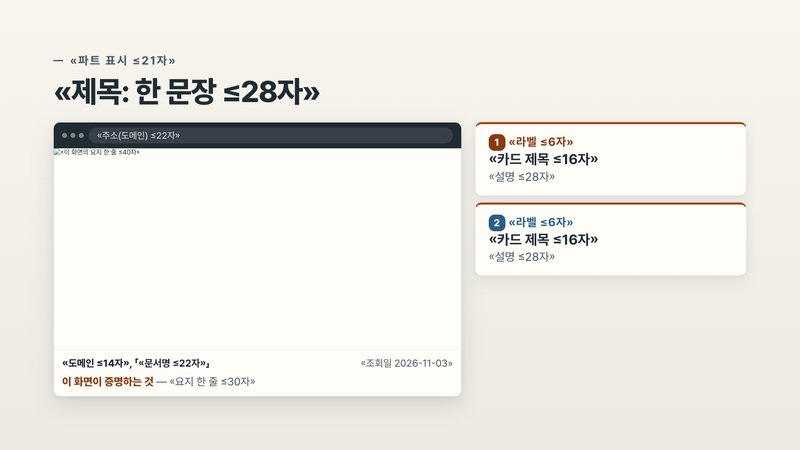 — «파트 표시 ≤21자»
«제목: 한 문장 ≤28자»
«주소(도메인) ≤22자»
«이 화면의 요지 한 줄 ≤40자»
«도메인 ≤14자», 「«문서명 ≤22자»」
«조회일 2026-11-03»
이 화면이 증명하는 것 — «요지 한 줄 ≤30자»
1 «라벨 ≤6자»
«카드 제목 ≤16자»
«설명 ≤28자»
2 «라벨 ≤6자»
«카드 제목 ≤16자»
«설명 ≤28자»